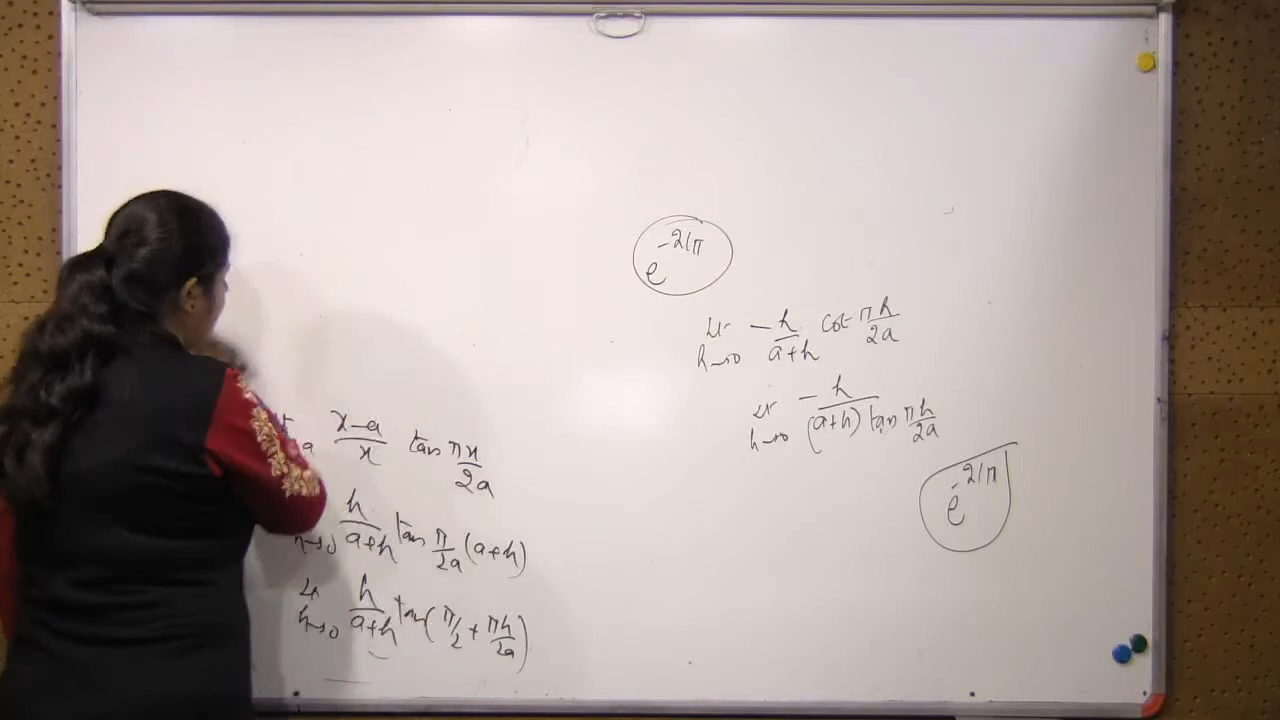 a x-a/x tan πx/2a
h→0 h/a+h tan π/2a (a+h)
Lt h→0 h/a+h tan(π/2 + πh/2a)
e^-2/π
Lt h→0 -h/a+h cot πh/2a
Lt h→0 -h/(a+h) tan πh/2a
e^-2/π